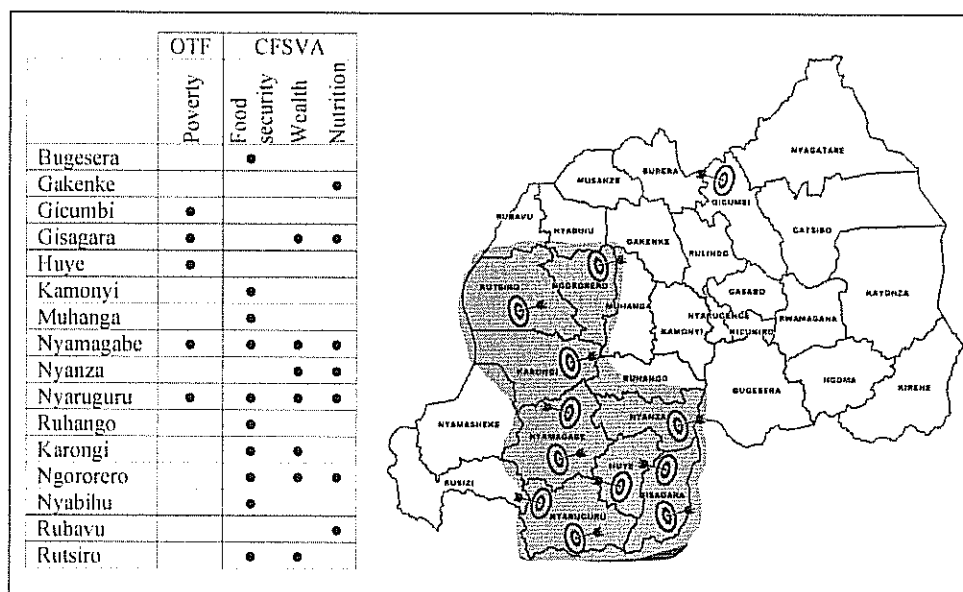 OTF CFSVA
Poverty Food security Wealth Nutrition
Bugesera •
Gakenke •
Gicumbi •
Gisagara • • •
Huye •
Kamonyi •
Muhanga •
Nyamagabe • • • •
Nyanza • •
Nyaruguru • • • •
Ruhango •
Karongi • •
Ngororero • • •
Nyabihu •
Rubavu •
Rutsiro • •
NYAGATARE
BURERA
MUSANZE
GICUMBI
RUBAVU
NYABIHU
GAKENKE
RULINDO
GATSIBO
RUTSIRO
NGORORERO
GASABO
KAYONZA
MUHANGA
NYARUGENGE
RWAMAGANA
KAMONYI
KICUKIRO
KARONGI
RUHANGO
BUGESERA
NGOMA
KIREHE
NYAMASHEKE
NYANZA
NYAMAGABE
HUYE
RUSIZI
GISAGARA
NYARUGURU